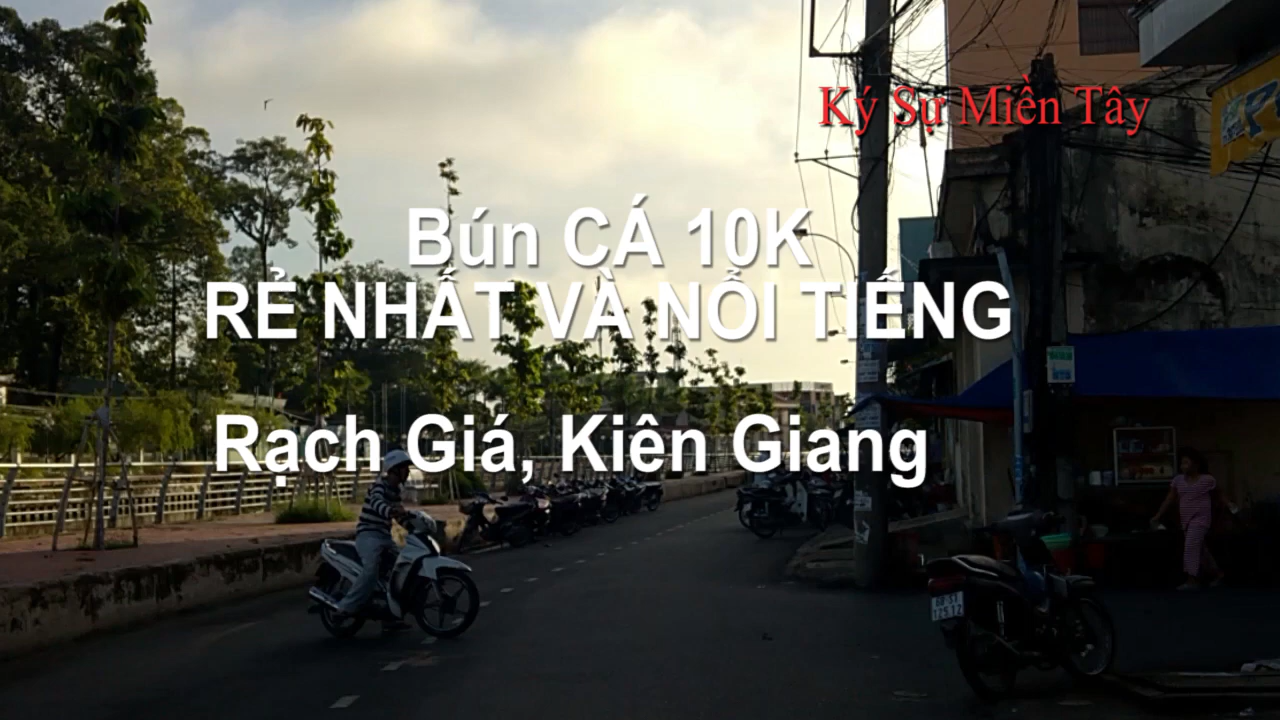 Ký Sự Miền Tây
Bún CÁ 10K
RẺ NHẤT VÀ NỔI TIẾNG
Rạch Giá, Kiên Giang